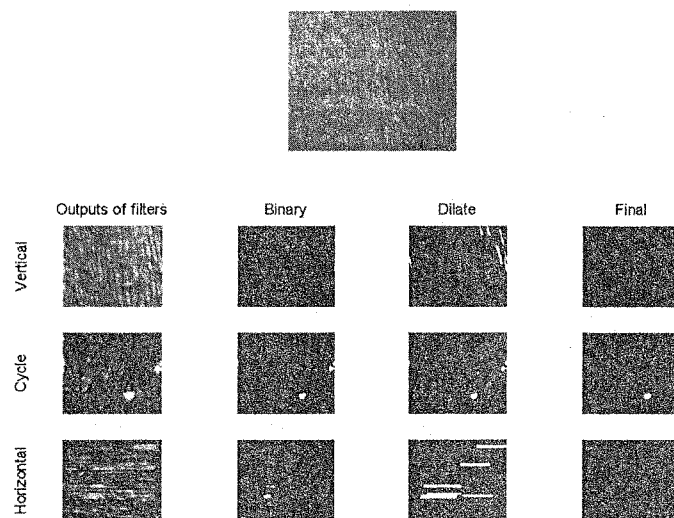 Outputs of filters Binary Dilate Final
Vertical
Cycle
Horizontal